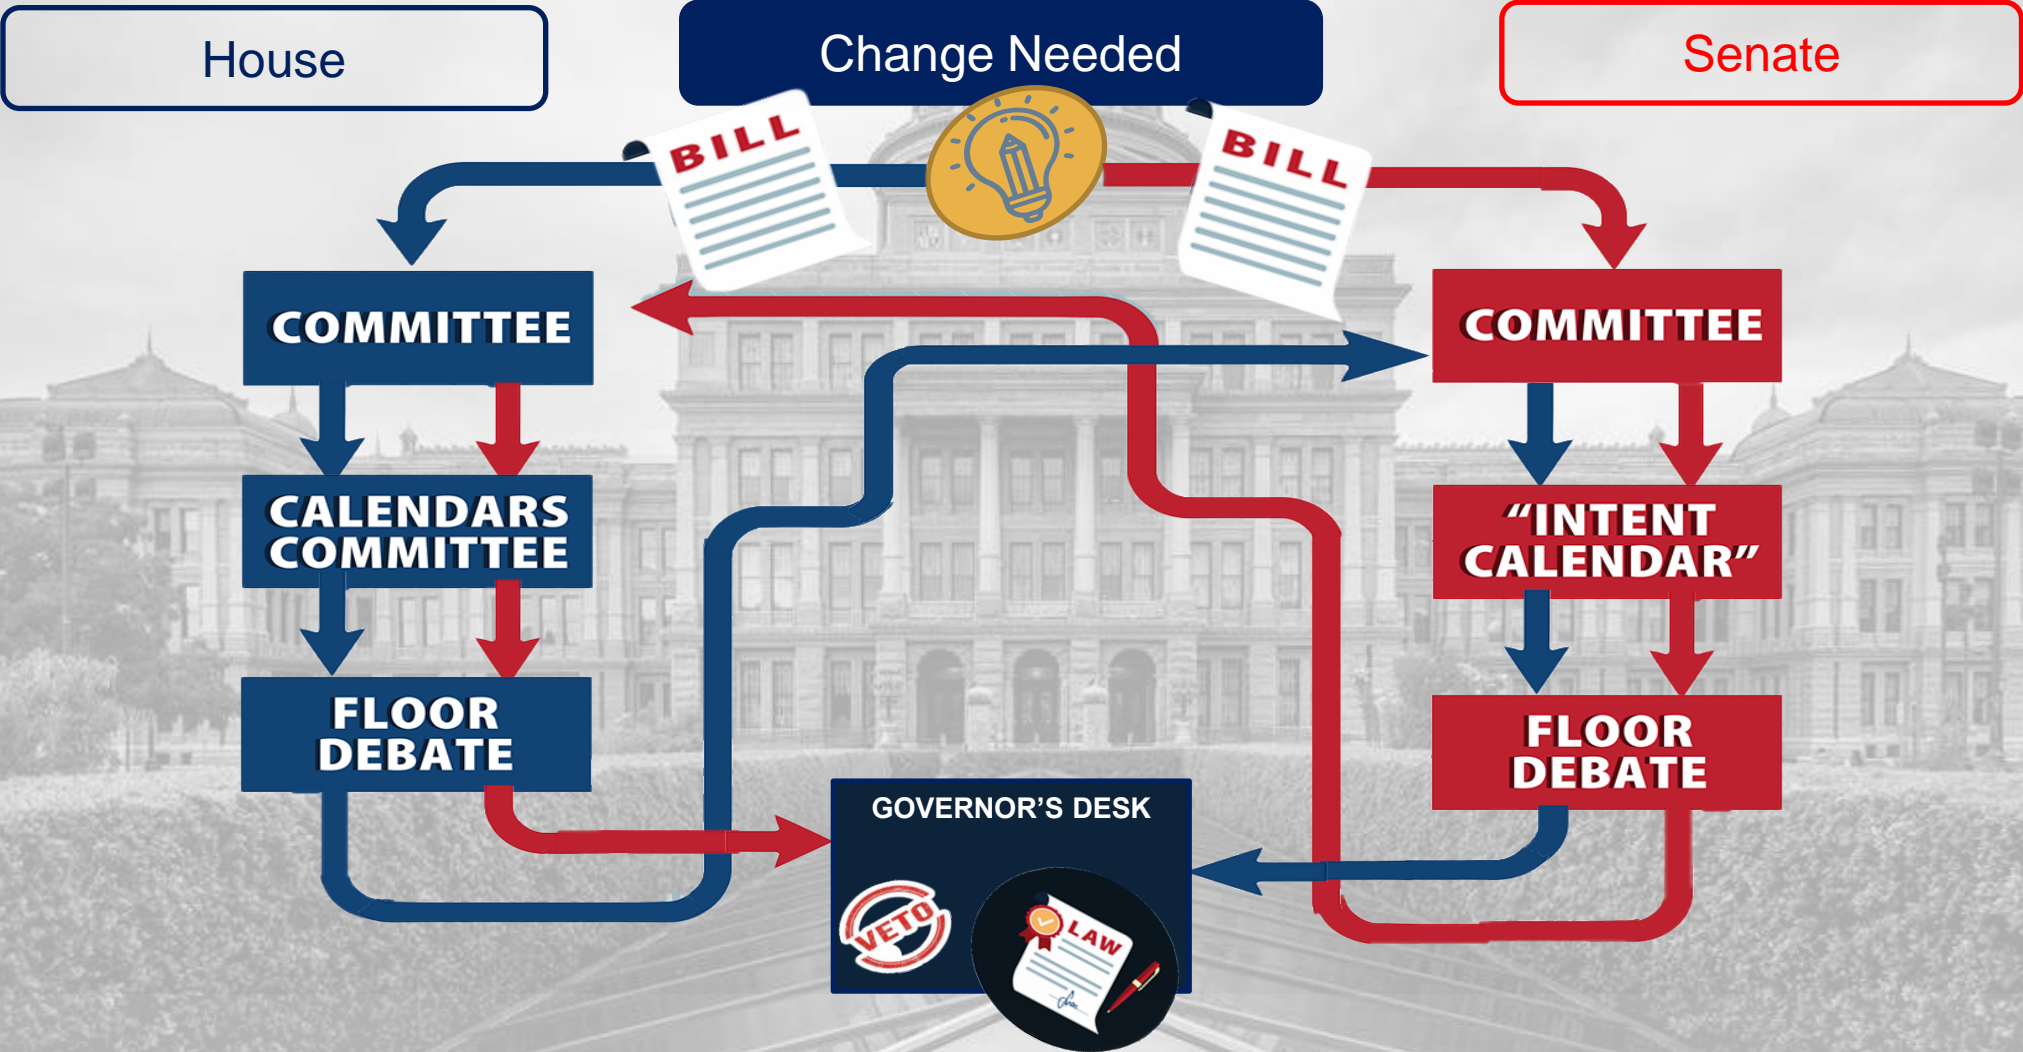 House
Change Needed
Senate
BILL
BILL
COMMITTEE
COMMITTEE
CALENDARS
COMMITTEE
"INTENT
CALENDAR"
FLOOR
DEBATE
FLOOR
DEBATE
GOVERNOR'S DESK
VETO
LAW